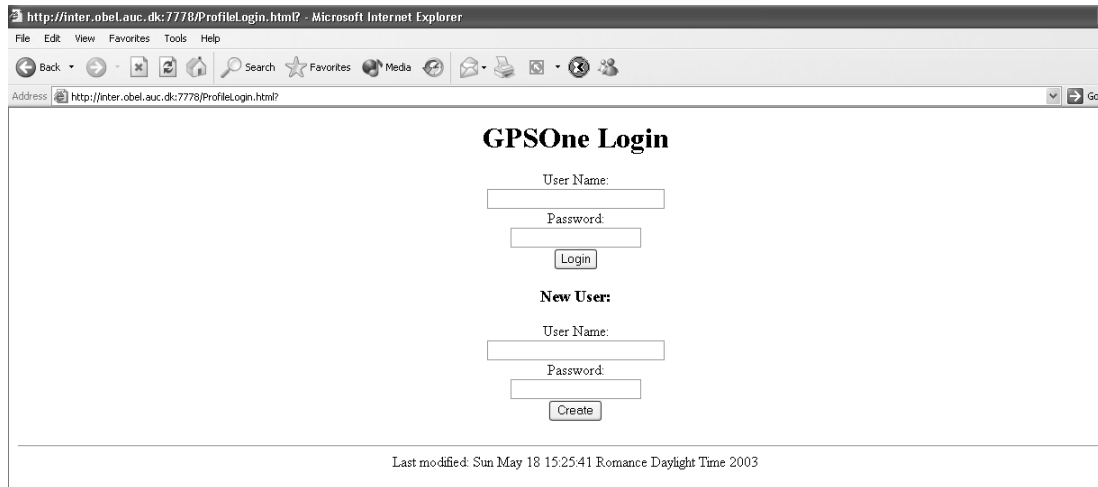 http://inter.obel.auc.dk:7778/ProfileLogin.html? - Microsoft Internet Explorer
File Edit View Favorites Tools Help
Back Search Favorites Media
Address http://inter.obel.auc.dk:7778/ProfileLogin.html? Go
GPSOne Login
User Name:
Password:
Login
New User:
User Name:
Password:
Create
Last modified: Sun May 18 15:25:41 Romance Daylight Time 2003